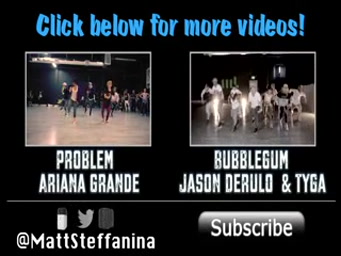 Click below for more videos!
PROBLEM
ARIANA GRANDE
BUBBLEGUM
JASON DERULO & TYGA
@MattSteffanina
Subscribe